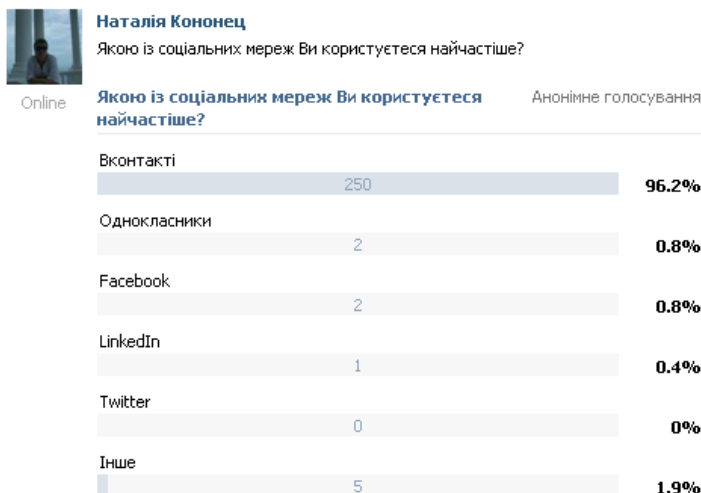 Наталія Кононец
Якою із соціальних мереж Ви користуєтеся найчастіше?
Online
Якою із соціальних мереж Ви користуєтеся
найчастіше?
Анонімне голосування
Вконтакті
250
96.2%
Однокласники
2
0.8%
Facebook
2
0.8%
LinkedIn
1
0.4%
Twitter
0
0%
Інше
5
1.9%